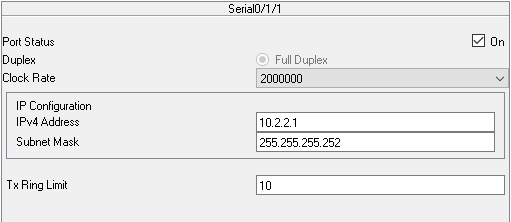 Serial0/1/1
Port Status On
Duplex Full Duplex
Clock Rate 2000000
IP Configuration
IPv4 Address 10.2.2.1
Subnet Mask 255.255.255.252
Tx Ring Limit 10